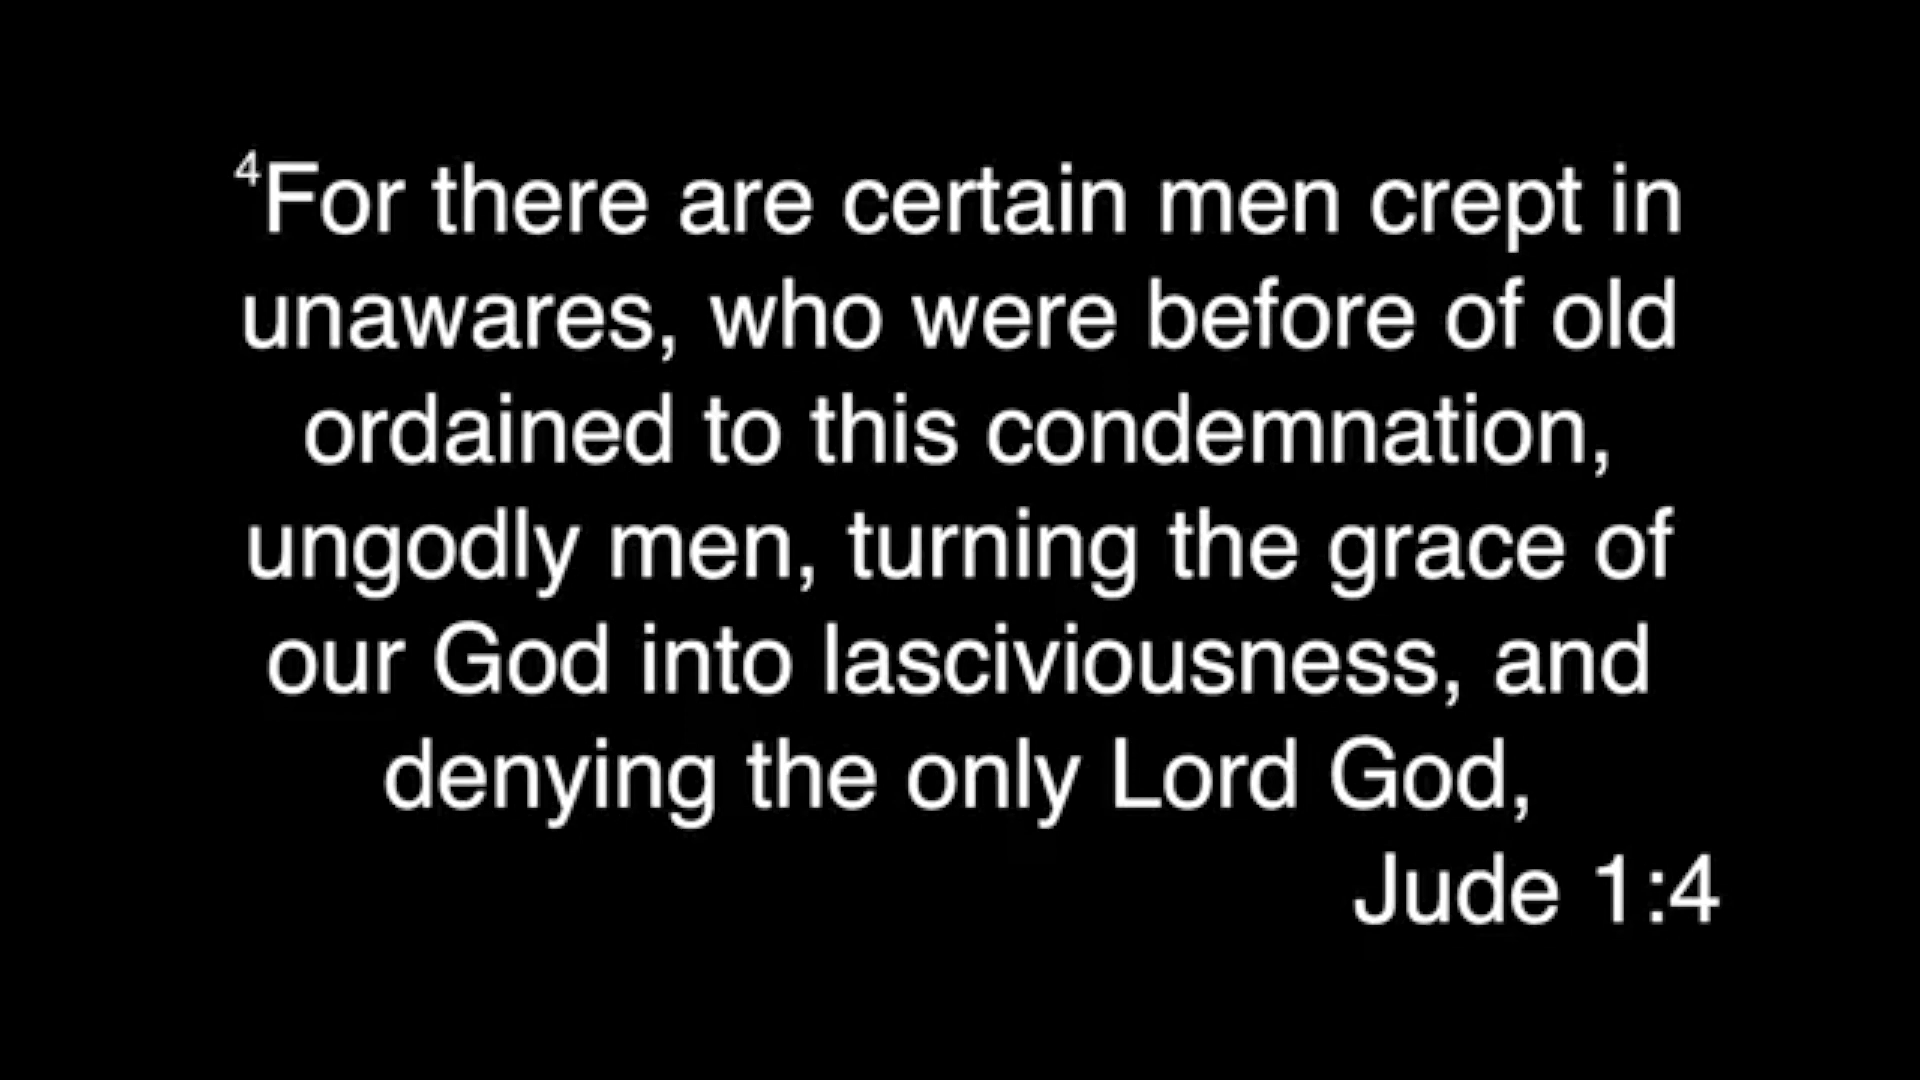 ⁴For there are certain men crept in
unawares, who were before of old
ordained to this condemnation,
ungodly men, turning the grace of
our God into lasciviousness, and
denying the only Lord God,
Jude 1:4